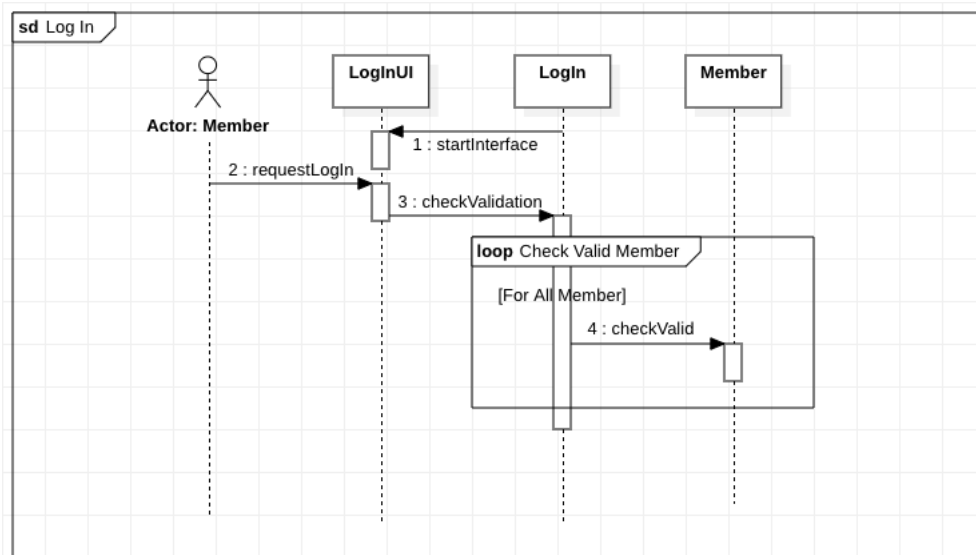 sd Log In
LogInUI
LogIn
Member
Actor: Member
1 : startInterface
2 : requestLogIn
3 : checkValidation
loop Check Valid Member
[For All Member]
4 : checkValid